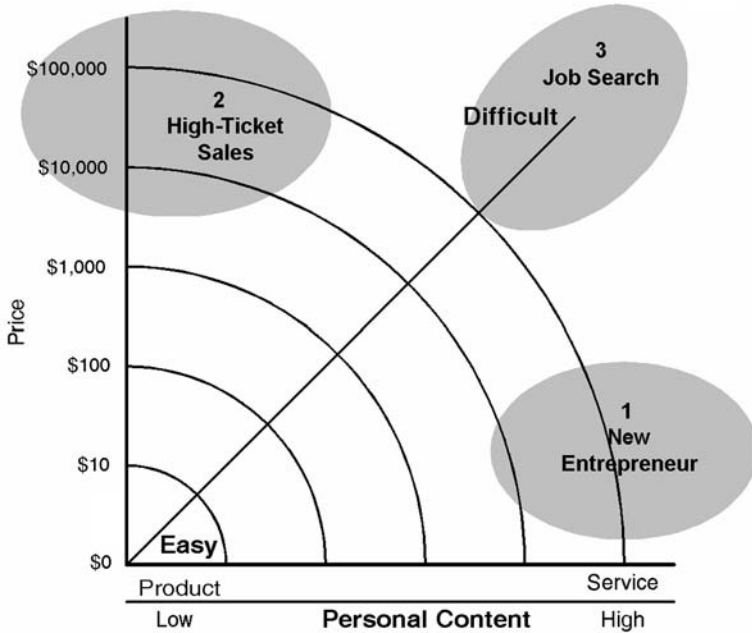 3
Job Search
$100,000
2
High-Ticket
Sales
Difficult
$10,000
$1,000
Price
$100
1
New
Entrepreneur
$10
Easy
$0
Product
Service
Low
Personal Content
High